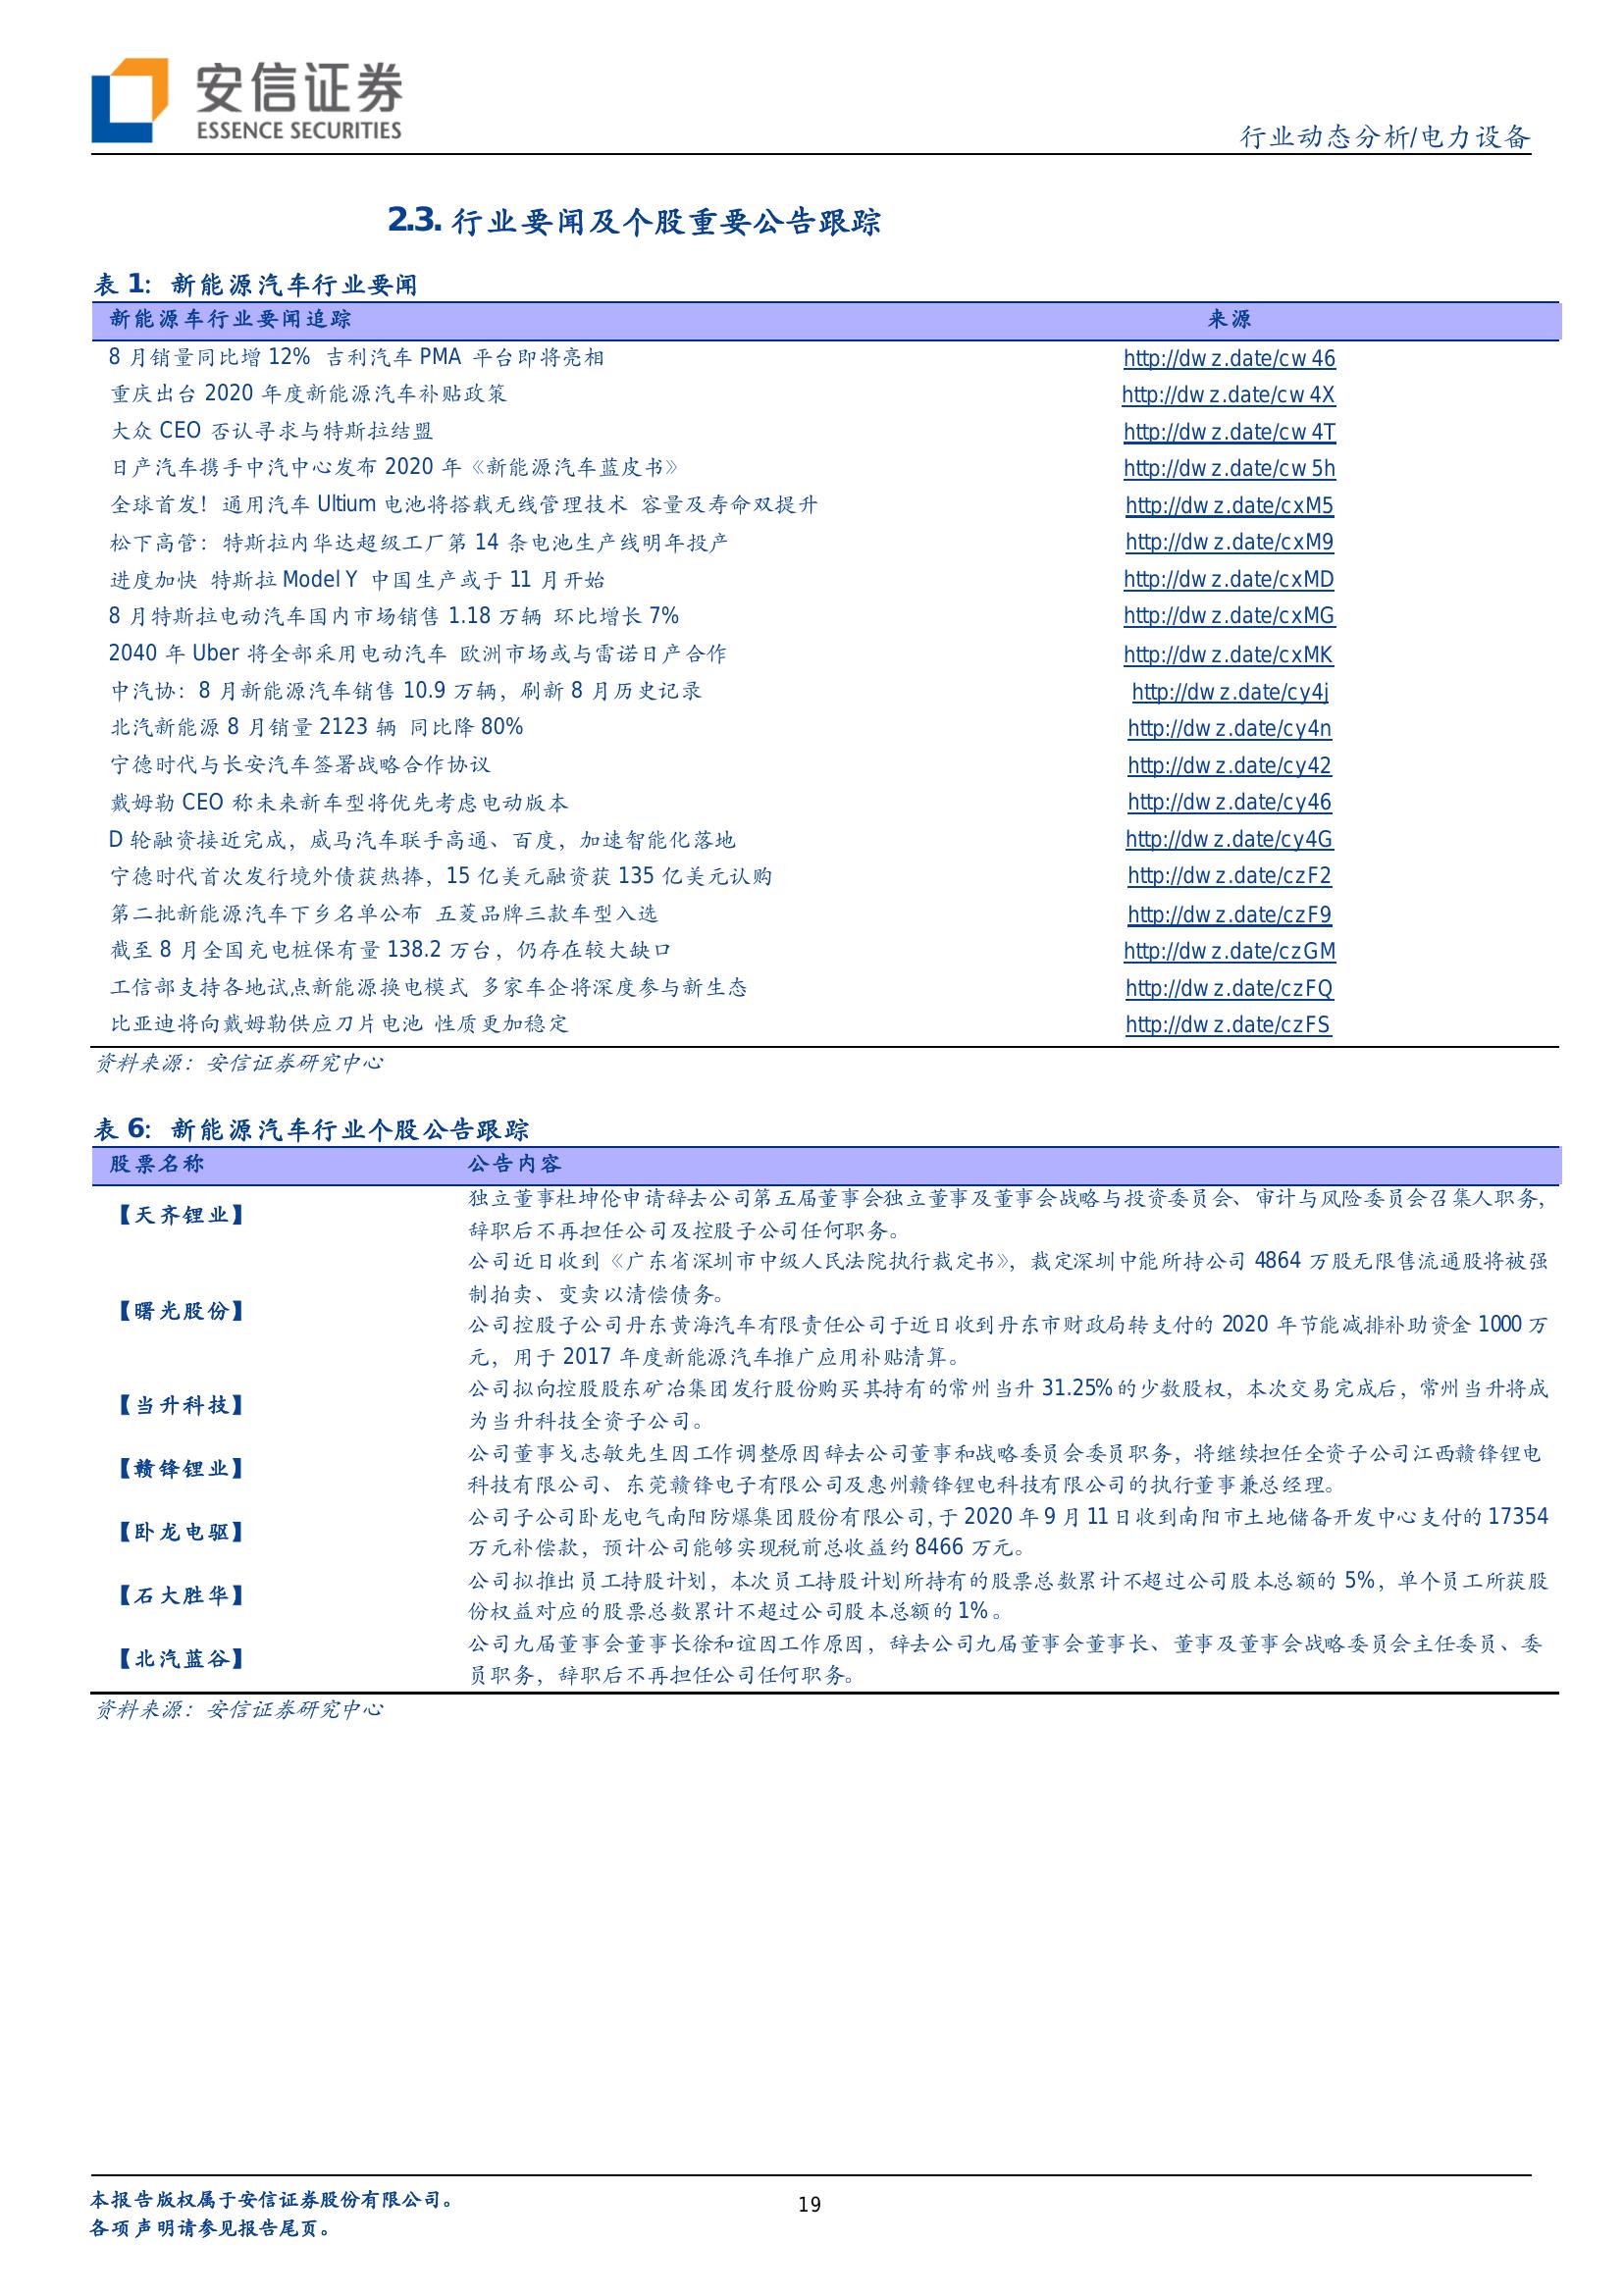 安信证券
ESSENCE SECURITIES
行业动态分析/电力设备
2.3. 行业要闻及个股重要公告跟踪
表 1: 新能源汽车行业要闻
新能源车行业要闻追踪 来源
8 月销量同比增 12% 吉利汽车 PMA 平台即将亮相 http://dwz.date/cw46
重庆出台 2020 年度新能源汽车补贴政策 http://dwz.date/cw4X
大众 CEO 否认寻求与特斯拉结盟 http://dwz.date/cw4T
日产汽车携手中汽中心发布 2020 年《新能源汽车蓝皮书》 http://dwz.date/cw5h
全球首发！通用汽车 Ultium 电池将搭载无线管理技术 容量及寿命双提升 http://dwz.date/cxM5
松下高管：特斯拉内华达超级工厂第 14 条电池生产线明年投产 http://dwz.date/cxM9
进度加快 特斯拉 Model Y 中国生产或于 11 月开始 http://dwz.date/cxMD
8 月特斯拉电动汽车国内市场销售 1.18 万辆 环比增长 7% http://dwz.date/cxMG
2040 年 Uber 将全部采用电动汽车 欧洲市场或与雷诺日产合作 http://dwz.date/cxMK
中汽协：8 月新能源汽车销售 10.9 万辆，刷新 8 月历史记录 http://dwz.date/cy4j
北汽新能源 8 月销量 2123 辆 同比降 80% http://dwz.date/cy4n
宁德时代与长安汽车签署战略合作协议 http://dwz.date/cy42
戴姆勒 CEO 称未来新车型将优先考虑电动版本 http://dwz.date/cy46
D 轮融资接近完成，威马汽车联手高通、百度，加速智能化落地 http://dwz.date/cy4G
宁德时代首次发行境外债获热捧，15 亿美元融资获 135 亿美元认购 http://dwz.date/czF2
第二批新能源汽车下乡名单公布 五菱品牌三款车型入选 http://dwz.date/czF9
截至 8 月全国充电桩保有量 138.2 万台，仍存在较大缺口 http://dwz.date/czGM
工信部支持各地试点新能源换电模式 多家车企将深度参与新生态 http://dwz.date/czFQ
比亚迪将向戴姆勒供应刀片电池 性质更加稳定 http://dwz.date/czFS
资料来源：安信证券研究中心
表 6: 新能源汽车行业个股公告跟踪
股票名称 公告内容
【天齐锂业】
独立董事杜坤伦申请辞去公司第五届董事会独立董事及董事会战略与投资委员会、审计与风险委员会召集人职务，
辞职后不再担任公司及控股子公司任何职务。
【曙光股份】
公司近日收到《广东省深圳市中级人民法院执行裁定书》，裁定深圳中能所持公司 4864 万股无限售流通股将被强
制拍卖、变卖以清偿债务。
公司控股子公司丹东黄海汽车有限责任公司于近日收到丹东市财政局转支付的 2020 年节能减排补助资金 1000 万
元，用于 2017 年度新能源汽车推广应用补贴清算。
【当升科技】
公司拟向控股股东矿冶集团发行股份购买其持有的常州当升 31.25%的少数股权，本次交易完成后，常州当升将成
为当升科技全资子公司。
【赣锋锂业】
公司董事戈志敏先生因工作调整原因辞去公司董事和战略委员会委员职务，将继续担任全资子公司江西赣锋锂电
科技有限公司、东莞赣锋电子有限公司及惠州赣锋锂电科技有限公司的执行董事兼总经理。
【卧龙电驱】
公司子公司卧龙电气南阳防爆集团股份有限公司，于 2020 年 9 月 11 日收到南阳市土地储备开发中心支付的 17354
万元补偿款，预计公司能够实现税前总收益约 8466 万元。
【石大胜华】
公司拟推出员工持股计划，本次员工持股计划所持有的股票总数累计不超过公司股本总额的 5%，单个员工所获股
份权益对应的股票总数累计不超过公司股本总额的 1%。
【北汽蓝谷】
公司九届董事会董事长徐和谊因工作原因，辞去公司九届董事会董事长、董事及董事会战略委员会主任委员、委
员职务，辞职后不再担任公司任何职务。
资料来源：安信证券研究中心
本报告版权属于安信证券股份有限公司。
各项声明请参见报告尾页。
19